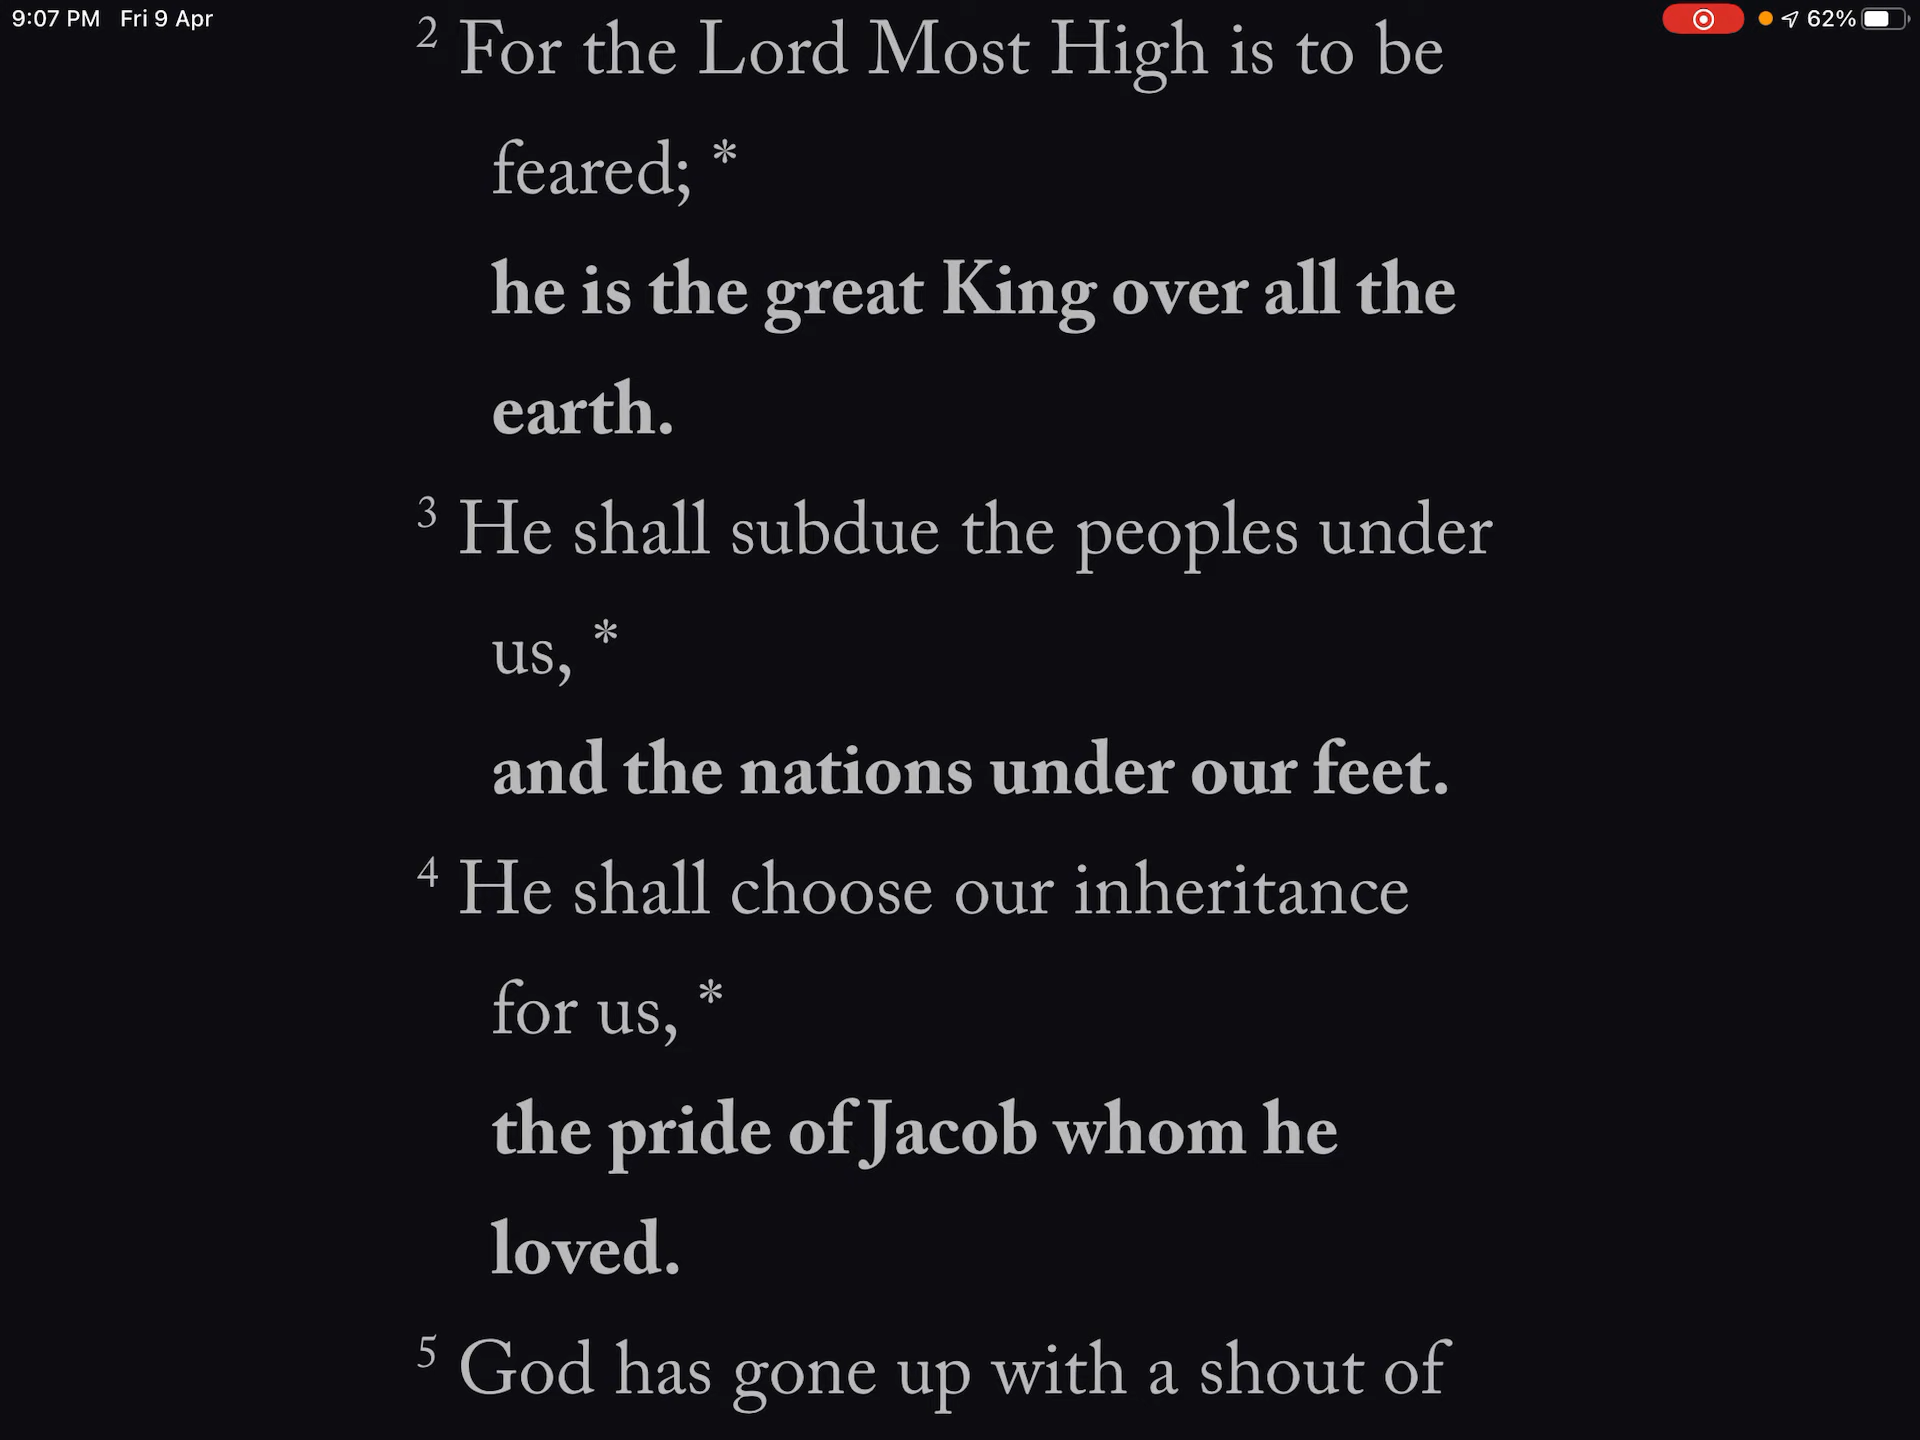 9:07 PM Fri 9 Apr 62%
2 For the Lord Most High is to be
feared; *
he is the great King over all the
earth.
3 He shall subdue the peoples under
us, *
and the nations under our feet.
4 He shall choose our inheritance
for us, *
the pride of Jacob whom he
loved.
5 God has gone up with a shout of